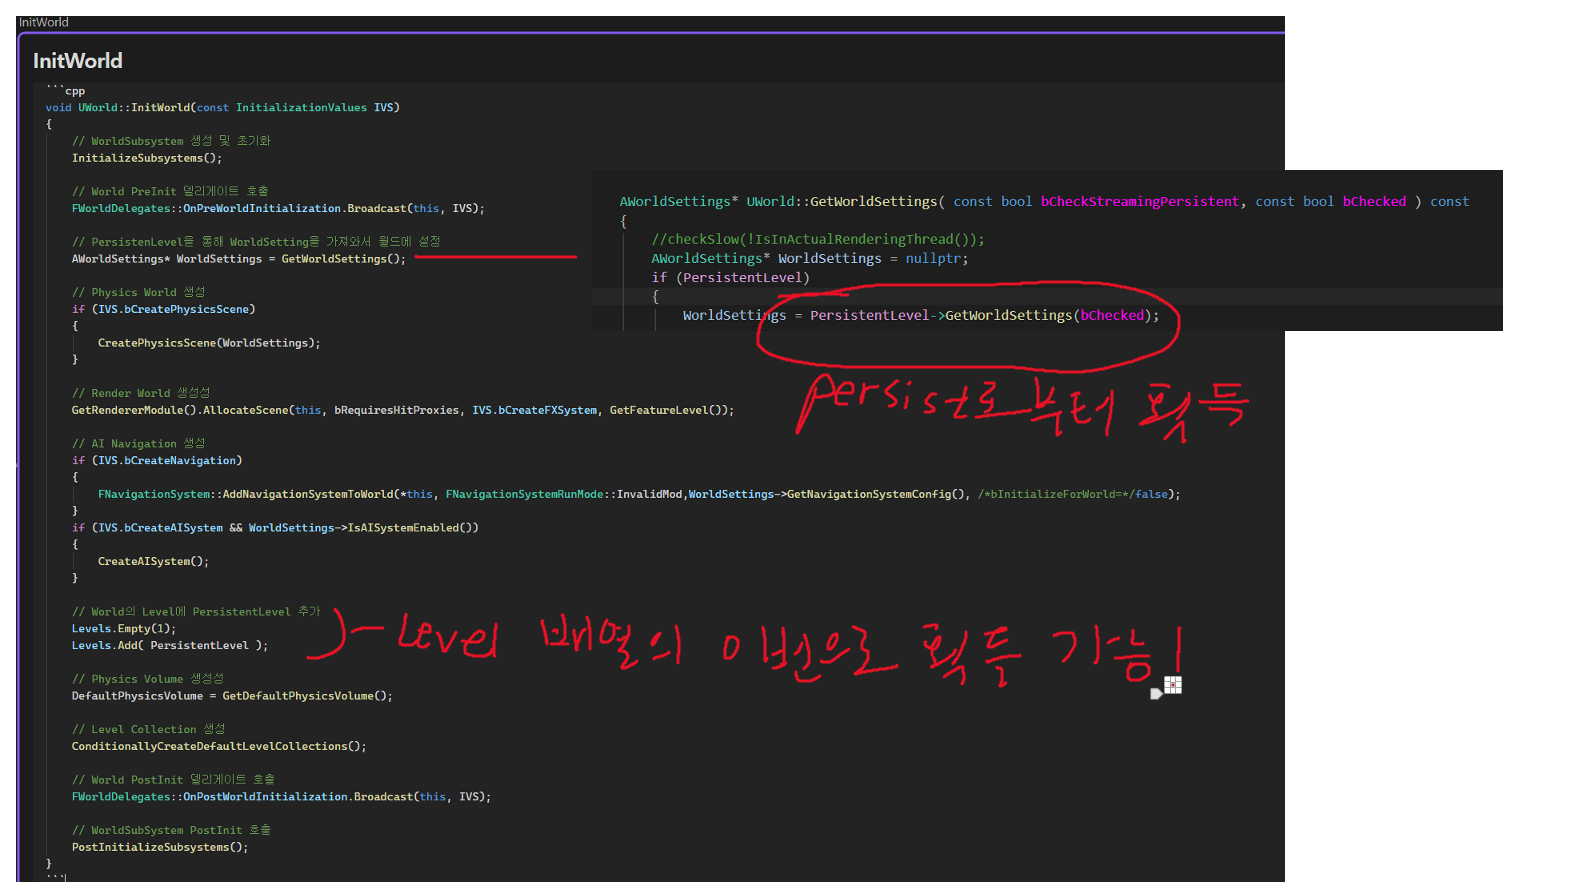 InitWorld
InitWorld
```cpp
void UWorld::InitWorld(const InitializationValues IVS)
{
// WorldSubsystem 생성 및 초기화
InitializeSubsystems();
// World PreInit 델리게이트 호출
FWorldDelegates::OnPreWorldInitialization.Broadcast(this, IVS);
// PersistenLevel을 통해 WorldSetting을 가져와서 월드에 설정
AWorldSettings* WorldSettings = GetWorldSettings();
// Physics World 생성
if (IVS.bCreatePhysicsScene)
{
CreatePhysicsScene(WorldSettings);
}
// Render World 생성성
GetRendererModule().AllocateScene(this, bRequiresHitProxies, IVS.bCreateFXSystem, GetFeatureLevel());
// AI Navigation 생성
if (IVS.bCreateNavigation)
{
FNavigationSystem::AddNavigationSystemToWorld(*this, FNavigationSystemRunMode::InvalidMod,WorldSettings->GetNavigationSystemConfig(), /*bInitializeForWorld=*/false);
}
if (IVS.bCreateAISystem && WorldSettings->IsAISystemEnabled())
{
CreateAISystem();
}
// World의 Level에 PersistentLevel 추가
Levels.Empty(1);
Levels.Add( PersistentLevel );
// Physics Volume 생성성
DefaultPhysicsVolume = GetDefaultPhysicsVolume();
// Level Collection 생성
ConditionallyCreateDefaultLevelCollections();
// World PostInit 델리게이트 호출
FWorldDelegates::OnPostWorldInitialization.Broadcast(this, IVS);
// WorldSubSystem PostInit 호출
PostInitializeSubsystems();
}
```
AWorldSettings* UWorld::GetWorldSettings( const bool bCheckStreamingPersistent, const bool bChecked ) const
{
//checkSlow(!IsInActualRenderingThread());
AWorldSettings* WorldSettings = nullptr;
if (PersistentLevel)
{
WorldSettings = PersistentLevel->GetWorldSettings(bChecked);
persist로부터 획득
Level 배열의 0번으로 획득 가능